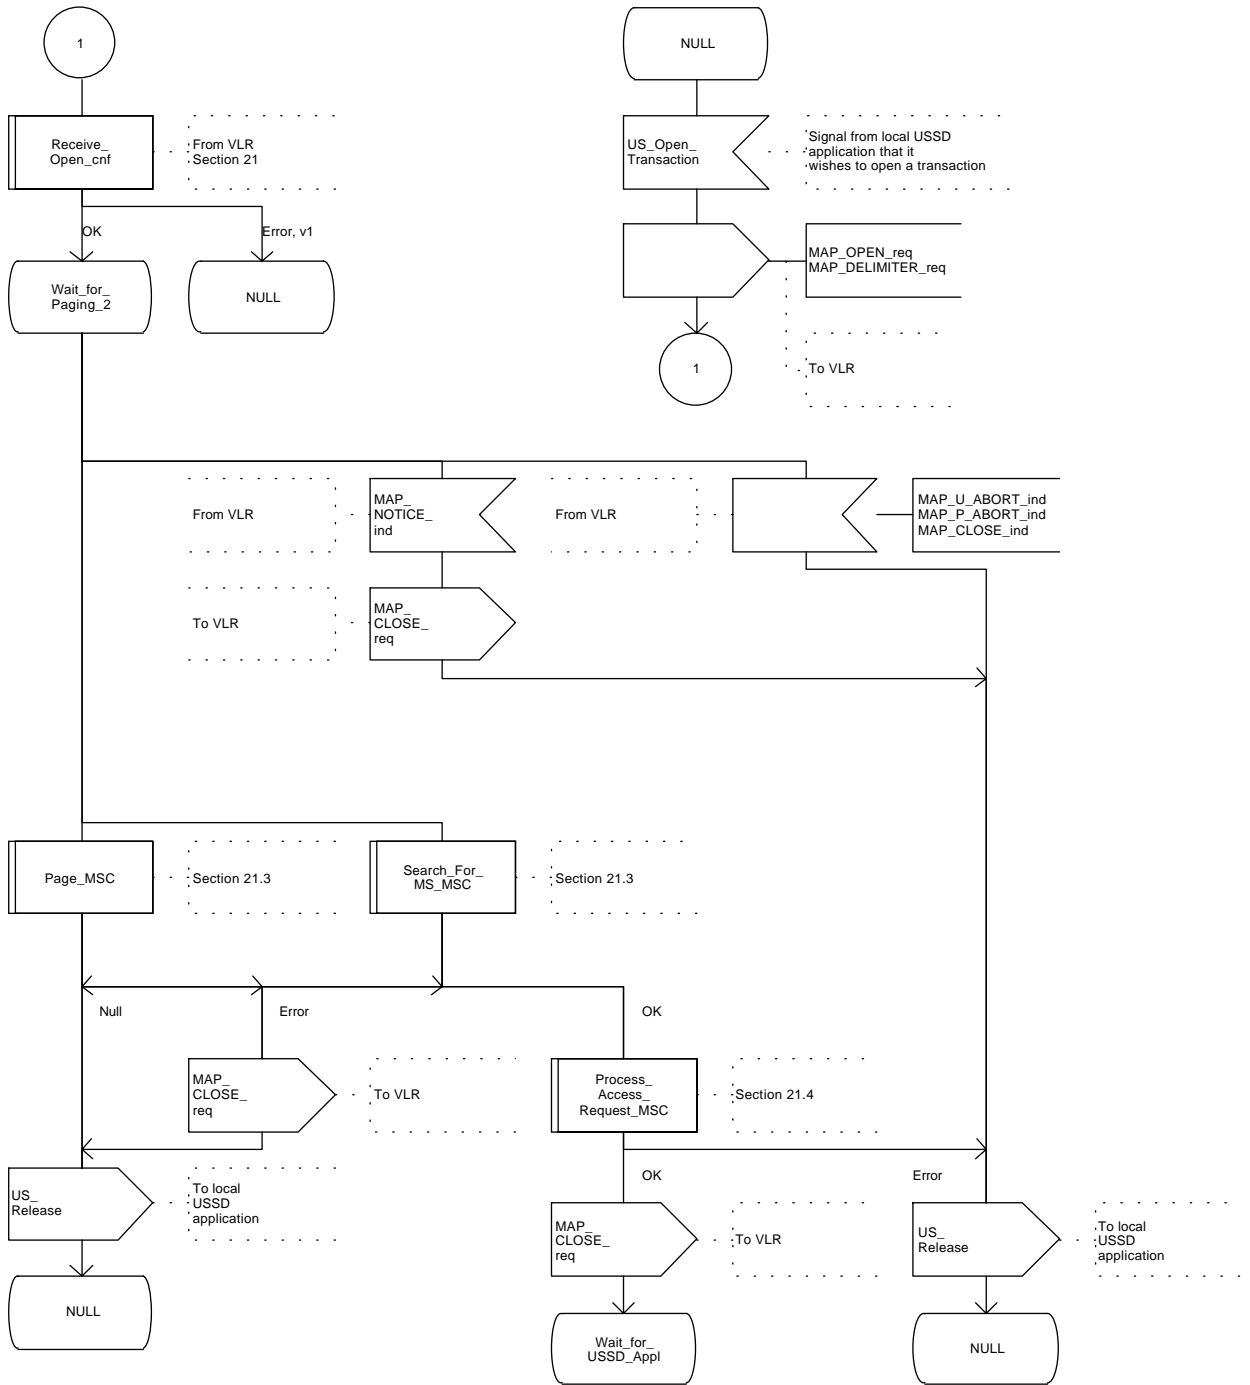 1
NULL
Receive_
Open_cnf
From VLR
Section 21
US_Open_
Transaction
Signal from local USSD
application that it
wishes to open a transaction
OK
Error, v1
MAP_OPEN_req
MAP_DELIMITER_req
Wait_for_
Paging_2
NULL
1
To VLR
From VLR
MAP_
NOTICE_
ind
From VLR
MAP_U_ABORT_ind
MAP_P_ABORT_ind
MAP_CLOSE_ind
To VLR
MAP_
CLOSE_
req
Page_MSC
Section 21.3
Search_For_
MS_MSC
Section 21.3
Null
Error
OK
MAP_
CLOSE_
req
To VLR
Process_
Access_
Request_MSC
Section 21.4
US_
Release
To local
USSD
application
OK
Error
MAP_
CLOSE_
req
To VLR
US_
Release
To local
USSD
application
NULL
Wait_for_
USSD_Appl
NULL